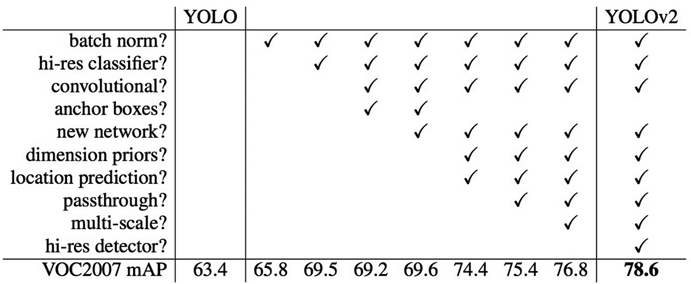 YOLO YOLOv2
batch norm? ✓ ✓ ✓ ✓ ✓ ✓ ✓ ✓
hi-res classifier? ✓ ✓ ✓ ✓ ✓ ✓ ✓
convolutional? ✓ ✓ ✓ ✓ ✓ ✓
anchor boxes? ✓ ✓
new network? ✓ ✓ ✓ ✓ ✓
dimension priors? ✓ ✓ ✓ ✓
location prediction? ✓ ✓ ✓ ✓
passthrough? ✓ ✓ ✓
multi-scale? ✓ ✓
hi-res detector? ✓
VOC2007 mAP 63.4 65.8 69.5 69.2 69.6 74.4 75.4 76.8 78.6